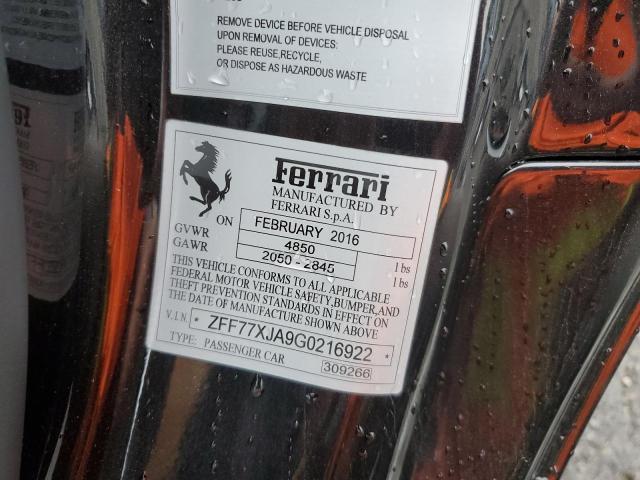 REMOVE DEVICE BEFORE VEHICLE DISPOSAL
UPON REMOVAL OF DEVICES:
PLEASE REUSE,RECYCLE,
OR DISPOSE AS HAZARDOUS WASTE
Ferrari
MANUFACTURED BY
FERRARI S.p.A.
ON FEBRUARY 2016
GVWR 4850 lbs
GAWR 2050 - 2845 lbs
THIS VEHICLE CONFORMS TO ALL APPLICABLE
FEDERAL MOTOR VEHICLE SAFETY,BUMPER,AND
THEFT PREVENTION STANDARDS IN EFFECT ON
THE DATE OF MANUFACTURE SHOWN ABOVE
V.I.N. * ZFF77XJA9G0216922 *
TYPE: PASSENGER CAR 309266